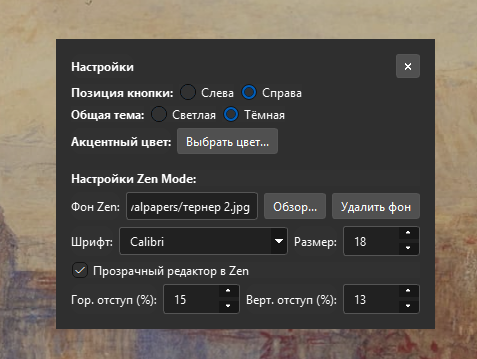 Настройки
Позиция кнопки: Слева Справа
Общая тема: Светлая Тёмная
Акцентный цвет: Выбрать цвет...
Настройки Zen Mode:
Фон Zen: /alpapers/тернер 2.jpg Обзор... Удалить фон
Шрифт: Calibri Размер: 18
Прозрачный редактор в Zen
Гор. отступ (%): 15 Верт. отступ (%): 13